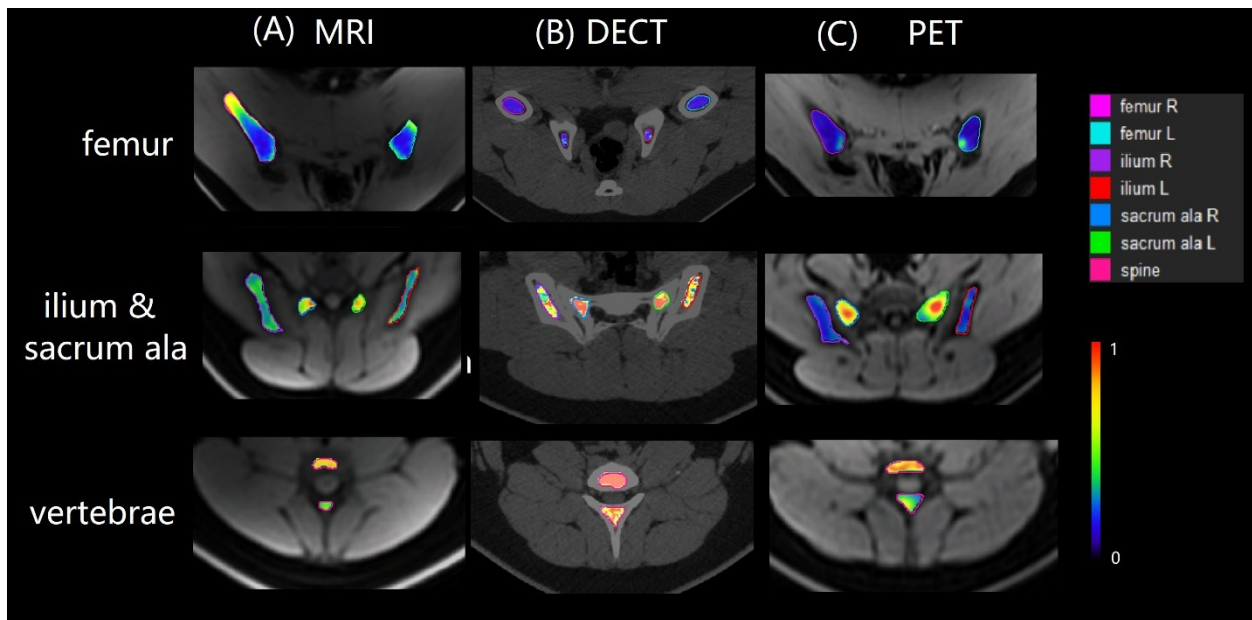 (A) MRI
(B) DECT
(C) PET
femur
ilium &
sacrum ala
vertebrae
femur R
femur L
ilium R
ilium L
sacrum ala R
sacrum ala L
spine
1
0